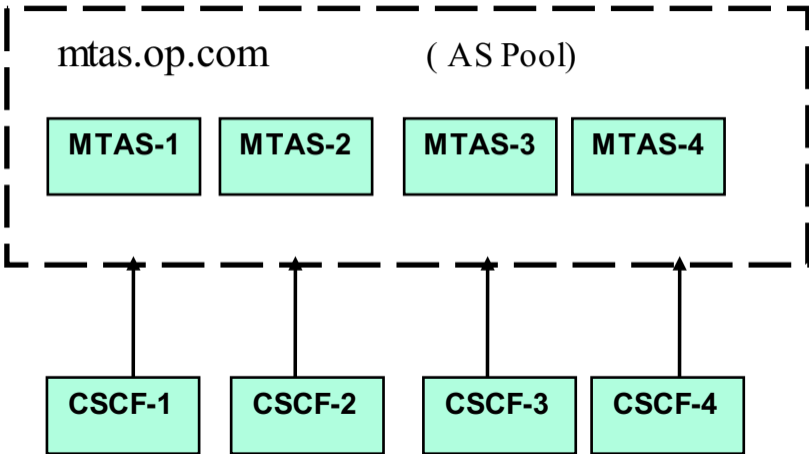 mtas.op.com ( AS Pool)
MTAS-1 MTAS-2 MTAS-3 MTAS-4
CSCF-1 CSCF-2 CSCF-3 CSCF-4